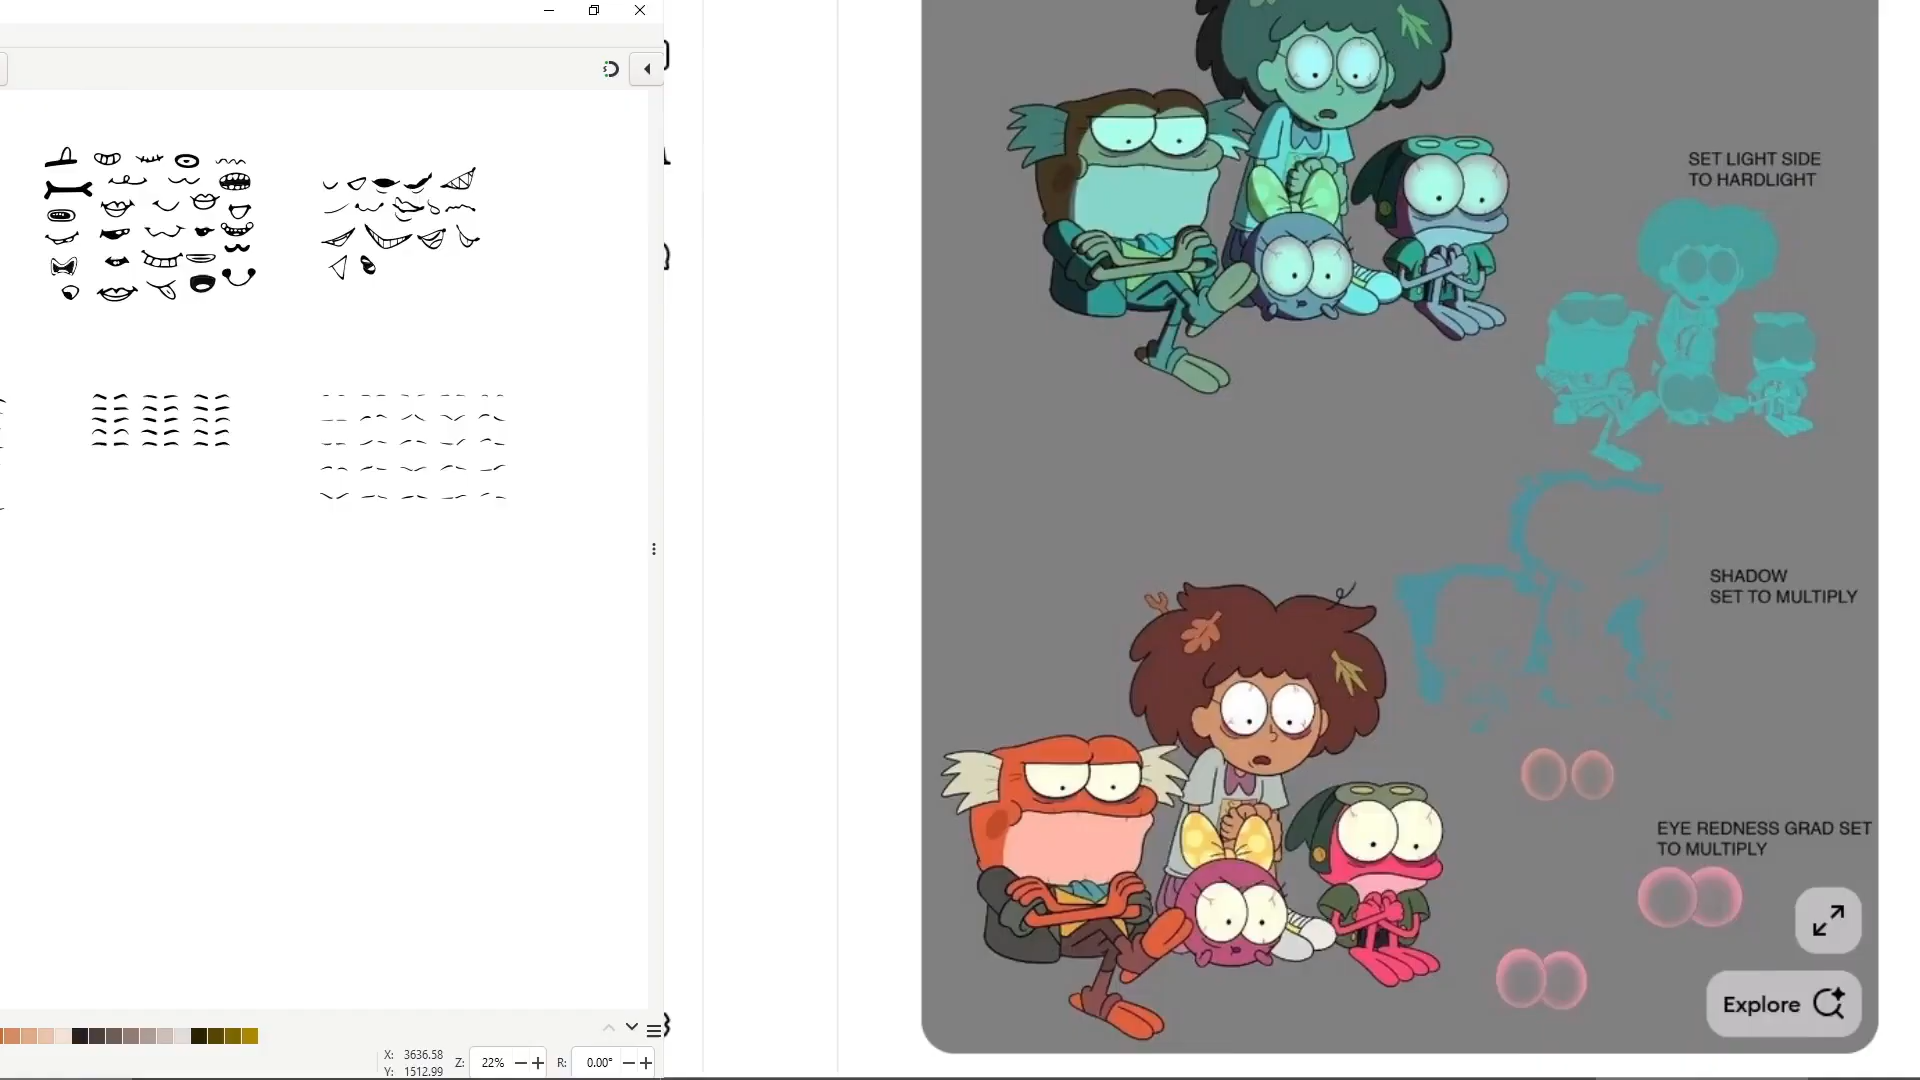 SET LIGHT SIDE
TO HARDLIGHT
SHADOW
SET TO MULTIPLY
EYE REDNESS GRAD SET
TO MULTIPLY
Explore
X: 3636.58
Y: 1512.99
Z: 22%
R: 0.00°